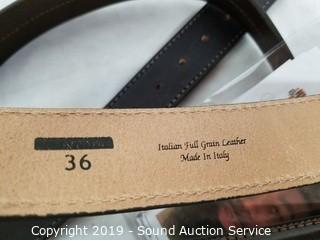 36
Italian Full Grain Leather
Made In Italy
Copyright 2019 - Sound Auction Service